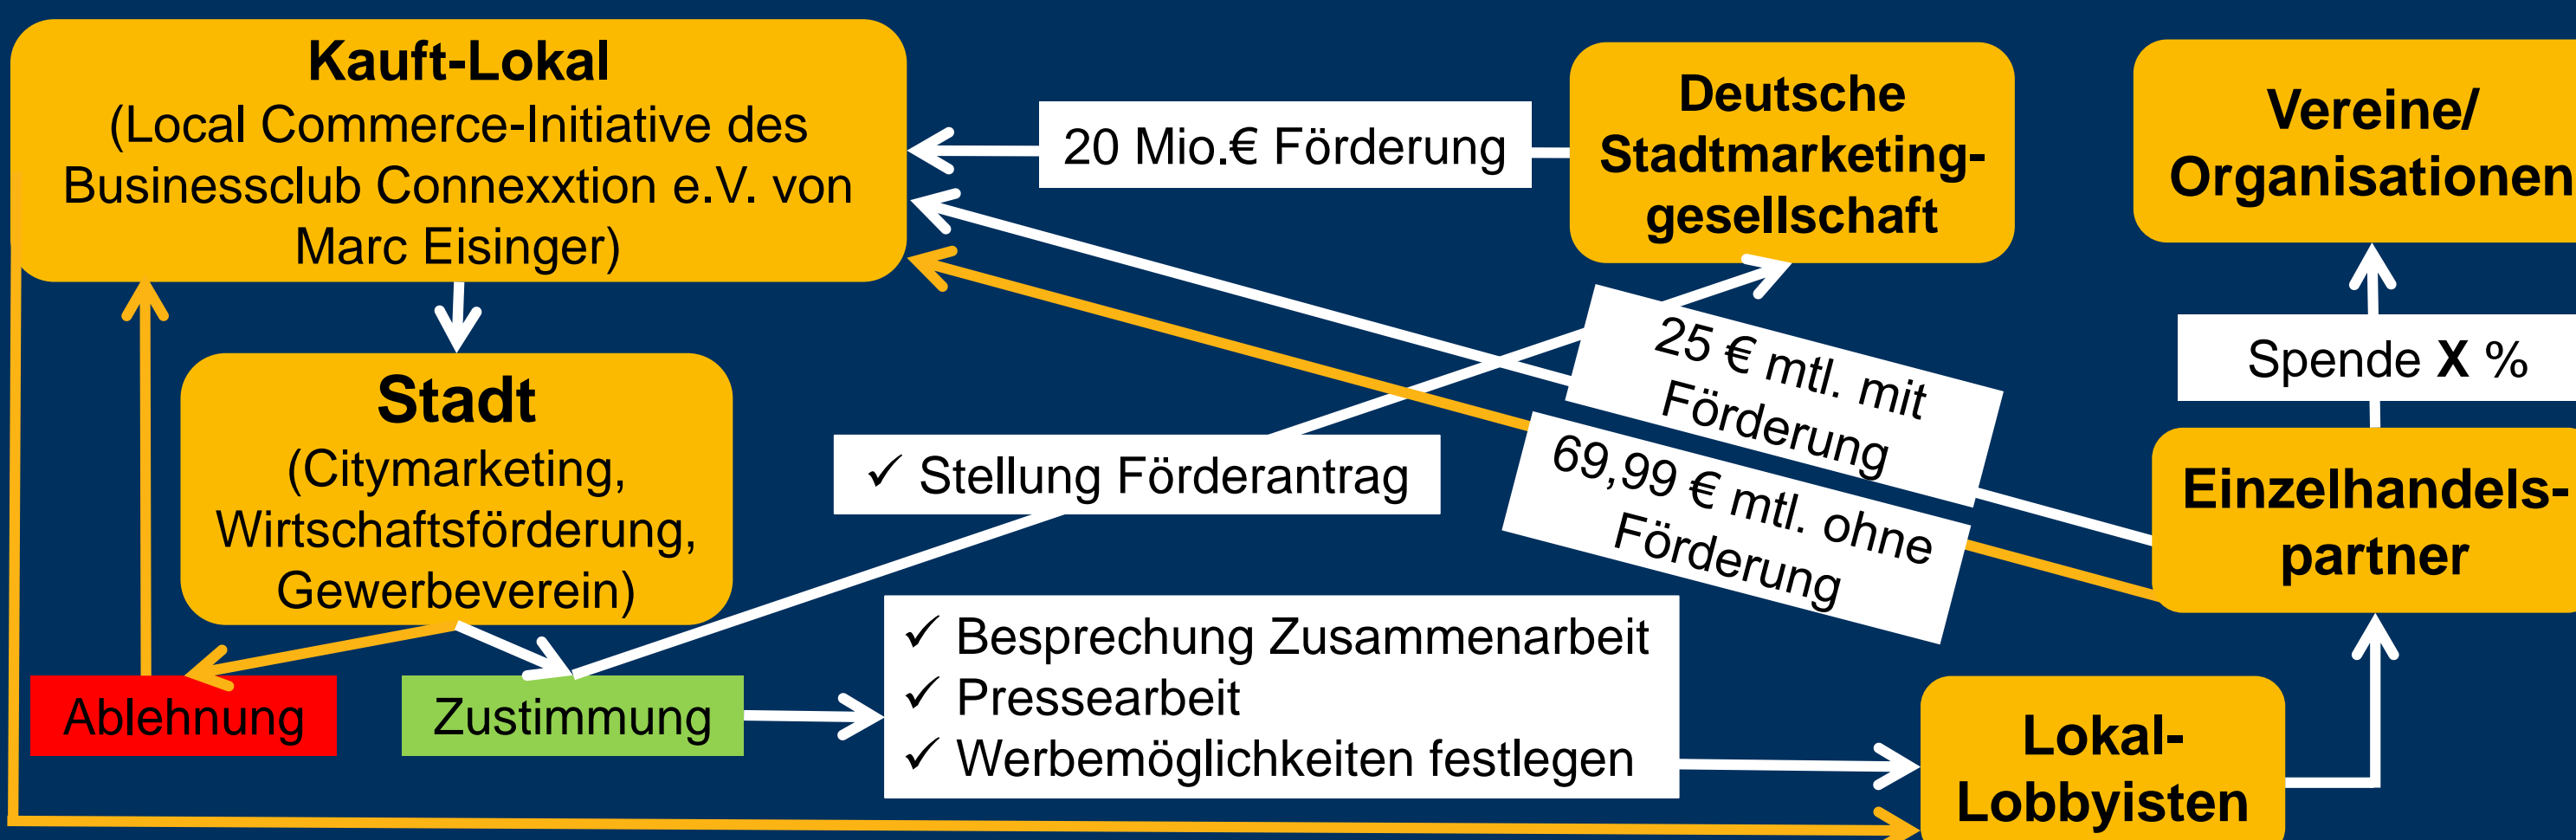 Kauft-Lokal
(Local Commerce-Initiative des
Businessclub Connexxtion e.V. von
Marc Eisinger)
20 Mio.€ Förderung
Deutsche
Stadtmarketing-
gesellschaft
Vereine/
Organisationen
Stadt
(Citymarketing,
Wirtschaftsförderung,
Gewerbeverein)
✓ Stellung Förderantrag
25 € mtl. mit
Förderung
69,99 € mtl. ohne
Förderung
Spende X %
Einzelhandels-
partner
Ablehnung
Zustimmung
✓ Besprechung Zusammenarbeit
✓ Pressearbeit
✓ Werbemöglichkeiten festlegen
Lokal-
Lobbyisten